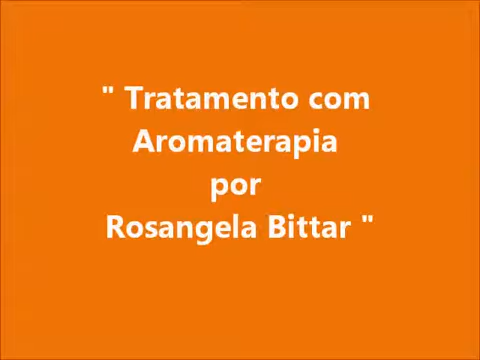 " Tratamento com
Aromaterapia
por
Rosangela Bittar "